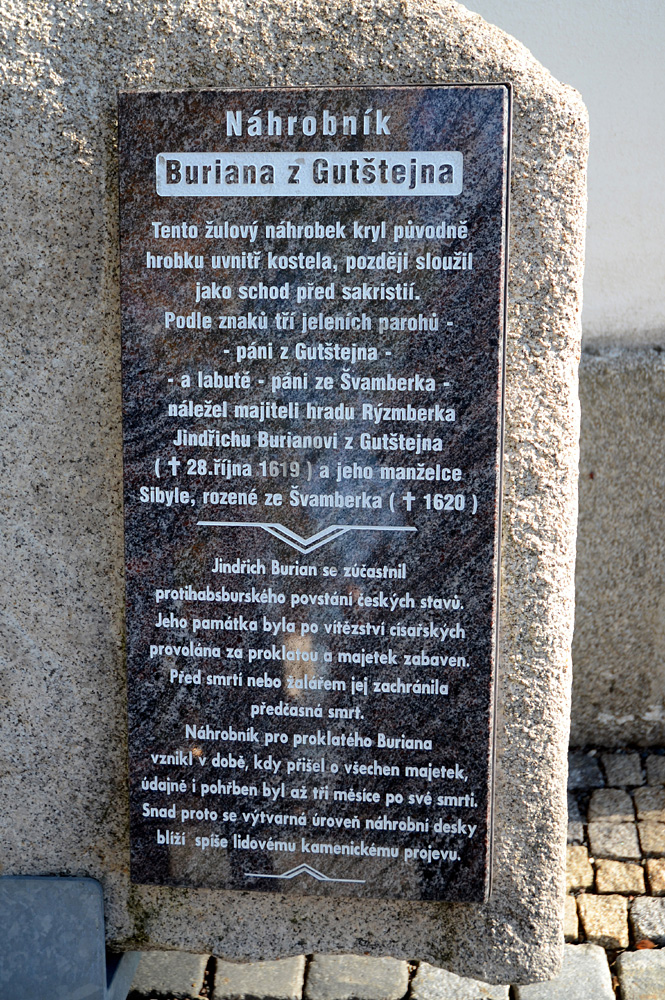 Náhrobník
Buriana z Gutštejna
Tento žulový náhrobek kryl původně
hrobku uvnitř kostela, později sloužil
jako schod před sakristií.
Podle znaků tří jeleních parohů -
- páni z Gutštejna -
- a labutě - páni ze Švamberka -
náležel majiteli hradu Rýzmberka
Jindřichu Burianovi z Gutštejna
( † 28.října 1619 ) a jeho manželce
Sibyle, rozené ze Švamberka ( † 1620 )
Jindřich Burian se zúčastnil
protihabsburského povstání českých stavů.
Jeho památka byla po vítězství císařských
provolána za proklatou a majetek zabaven.
Před smrtí nebo žalářem jej zachránila
předčasná smrt.
Náhrobník pro proklatého Buriana
vznikl v době, kdy přišel o všechen majetek,
údajně i pohřben byl až tři měsíce po své smrti.
Snad proto se výtvarná úroveň náhrobní desky
blíží spíše lidovému kamenickému projevu.